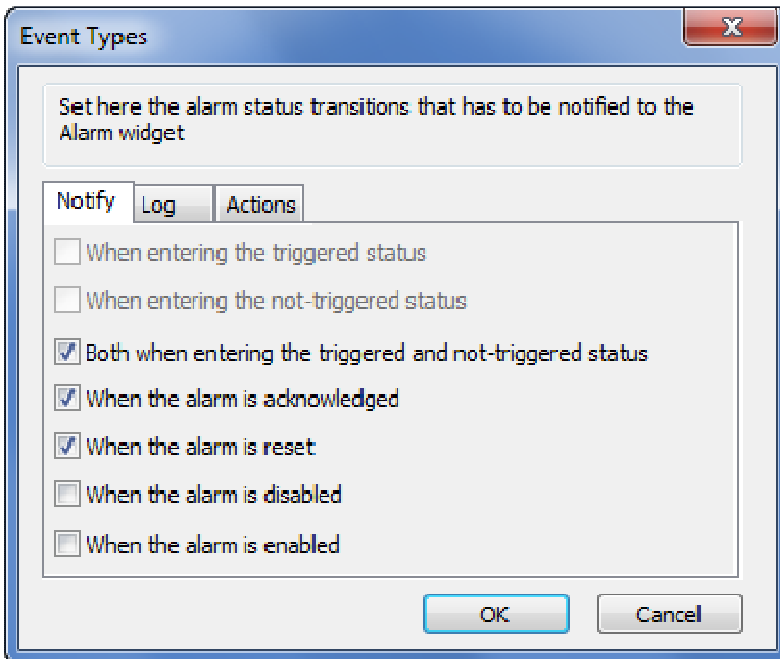 Event Types
Set here the alarm status transitions that has to be notified to the
Alarm widget
Notify Log Actions
When entering the triggered status
When entering the not-triggered status
Both when entering the triggered and not-triggered status
When the alarm is acknowledged
When the alarm is reset
When the alarm is disabled
When the alarm is enabled
OK Cancel